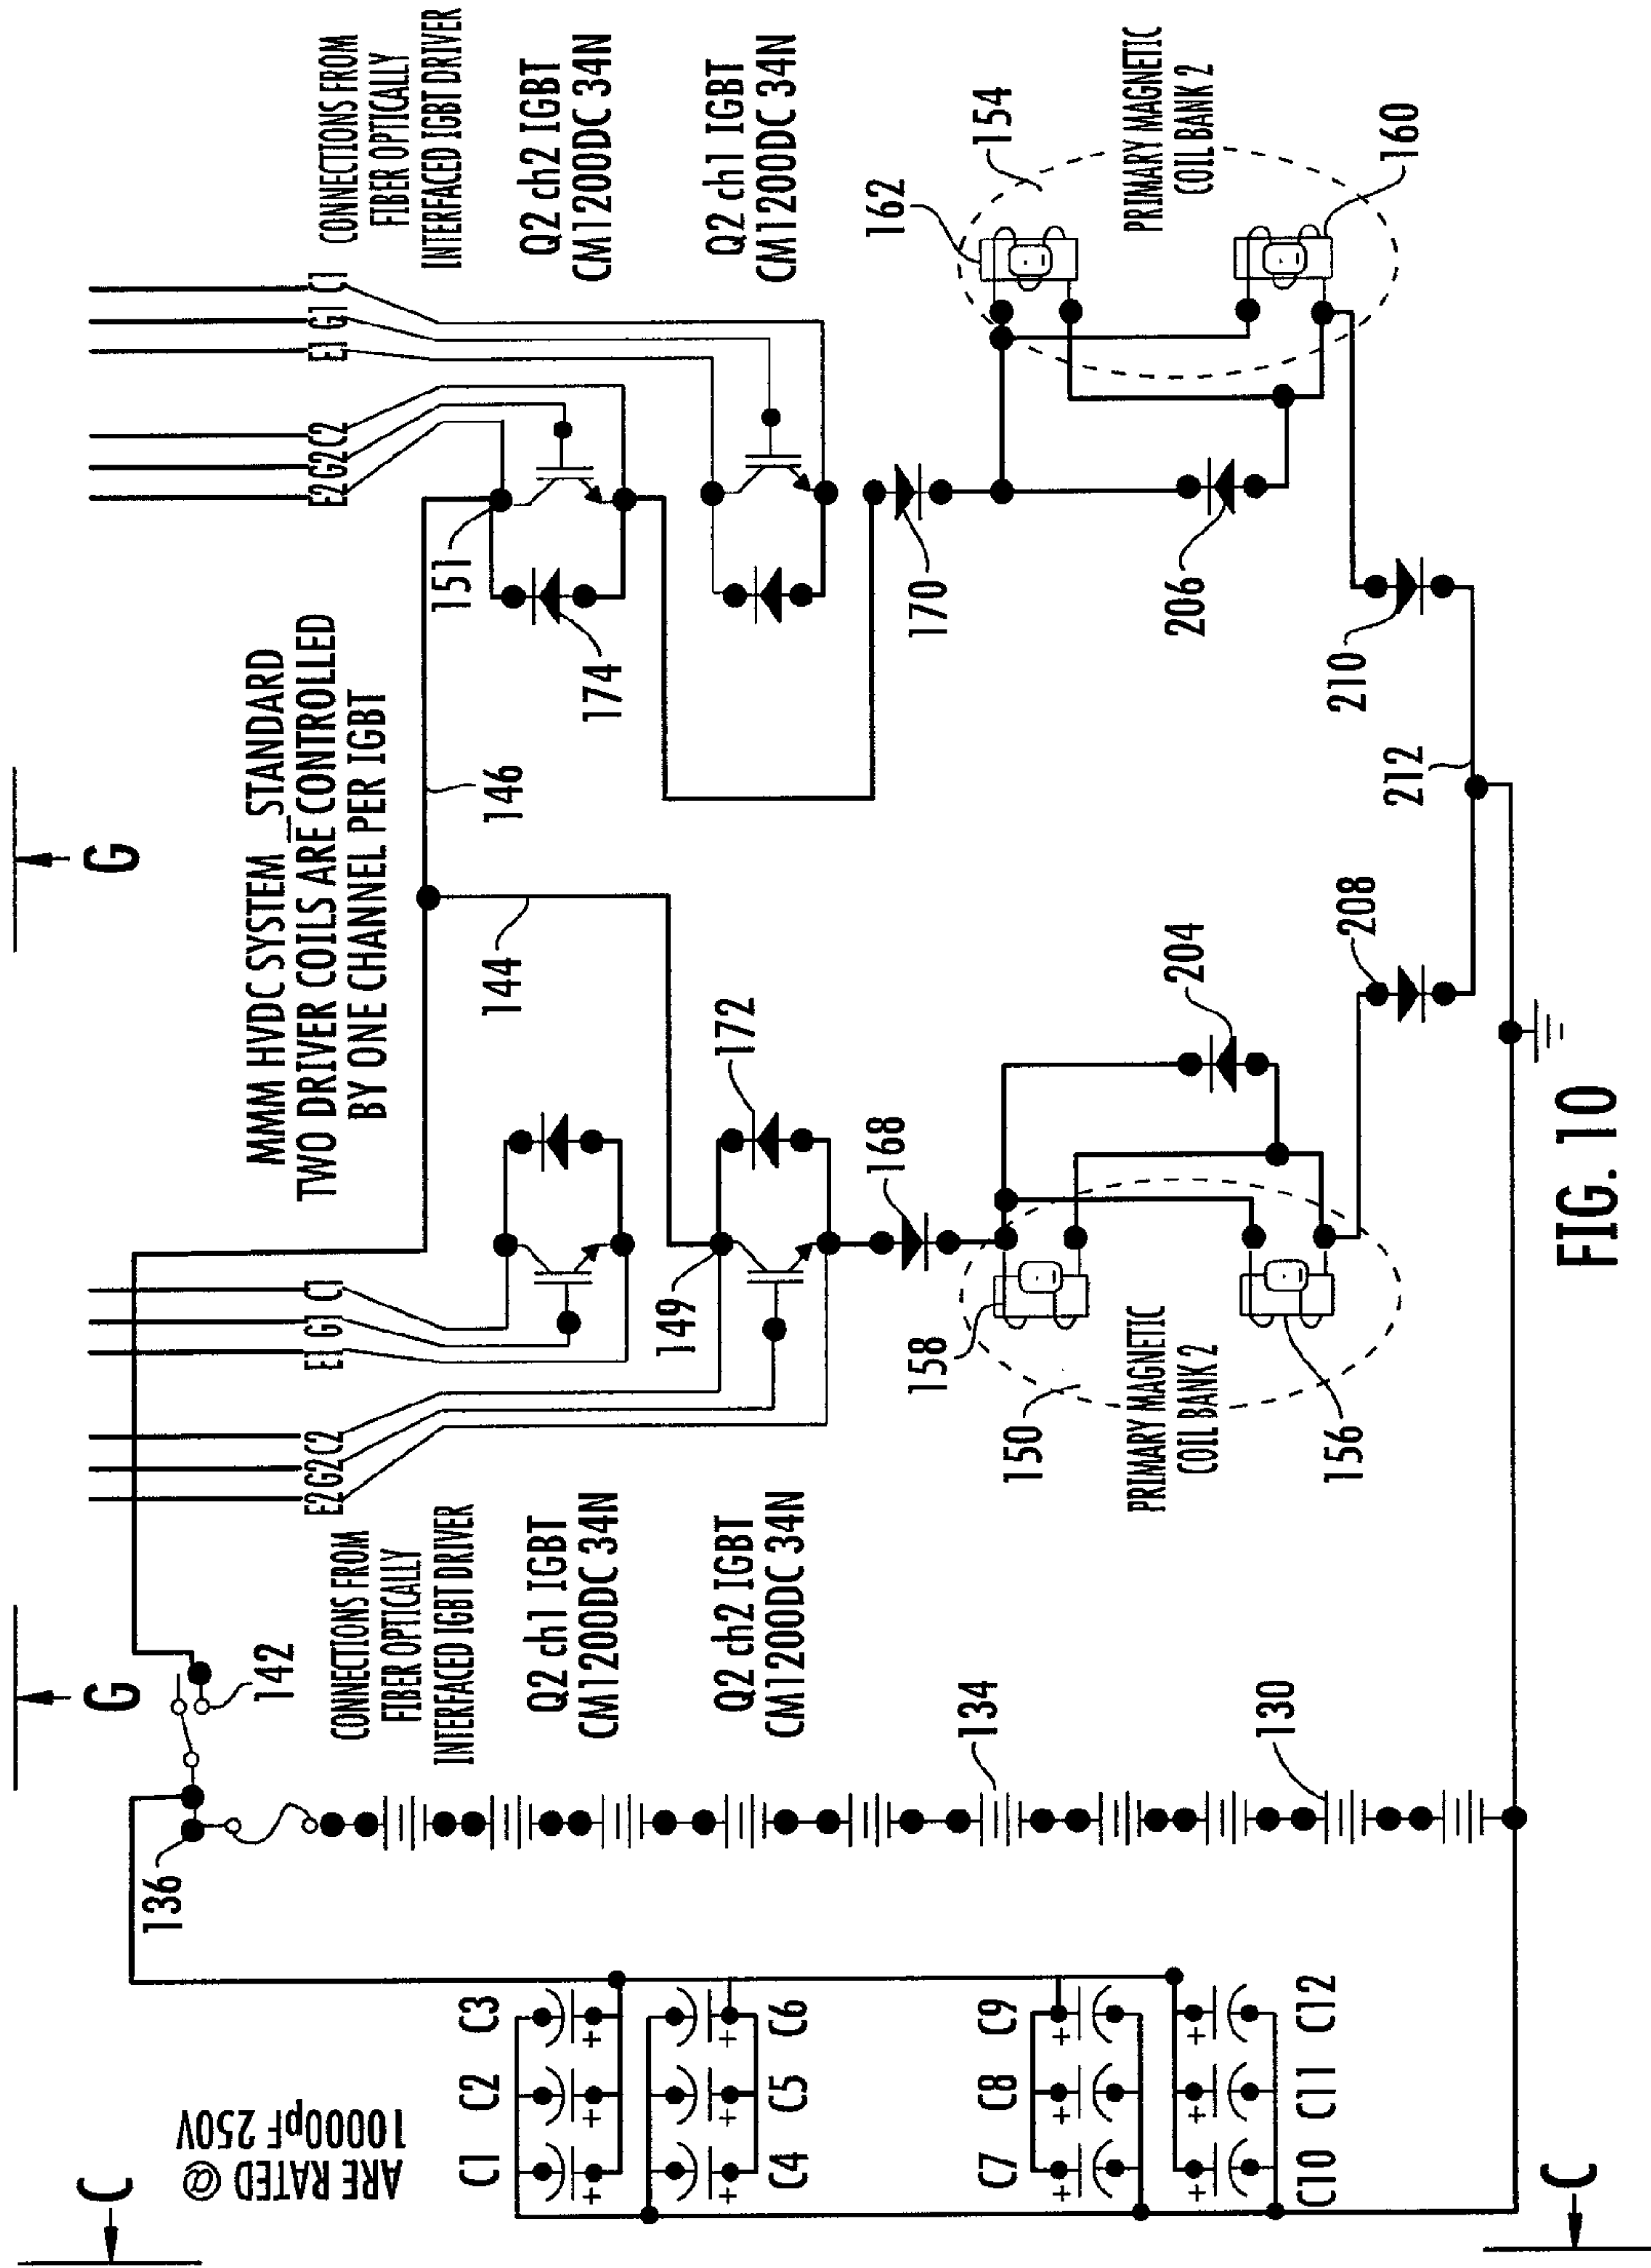 G
G
C
C
ARE RATED @
10000pF 250V
C1
C2
C3
C4
C5
C6
C7
C8
C9
C10
C11
C12
136
142
134
130
CONNECTIONS FROM
FIBER OPTICALLY
INTERFACED IGBT DRIVER
Q2 ch1 IGBT
CM1200DC 34N
Q2 ch2 IGBT
CM1200DC 34N
E2 G2 C2
E1 G1 C1
MMM HVDC SYSTEM_STANDARD
TWO DRIVER COILS ARE CONTROLLED
BY ONE CHANNEL PER IGBT
144
146
149
172
168
158
150
PRIMARY MAGNETIC
COIL BANK 2
156
204
208
E2 G2 C2
E1 G1 C1
CONNECTIONS FROM
FIBER OPTICALLY
INTERFACED IGBT DRIVER
Q2 ch2 IGBT
CM1200DC 34N
Q2 ch1 IGBT
CM1200DC 34N
151
174
170
162
154
PRIMARY MAGNETIC
COIL BANK 2
160
206
210
212
FIG. 10